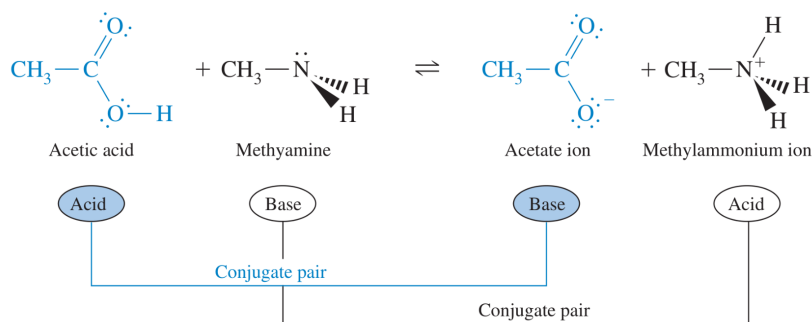 O
CH3 — C + CH3 — N H H ⇌ CH3 — C O + CH3 — N+ H H H
O — H O −
Acetic acid Methyamine Acetate ion Methylammonium ion
Acid Base Base Acid
Conjugate pair
Conjugate pair